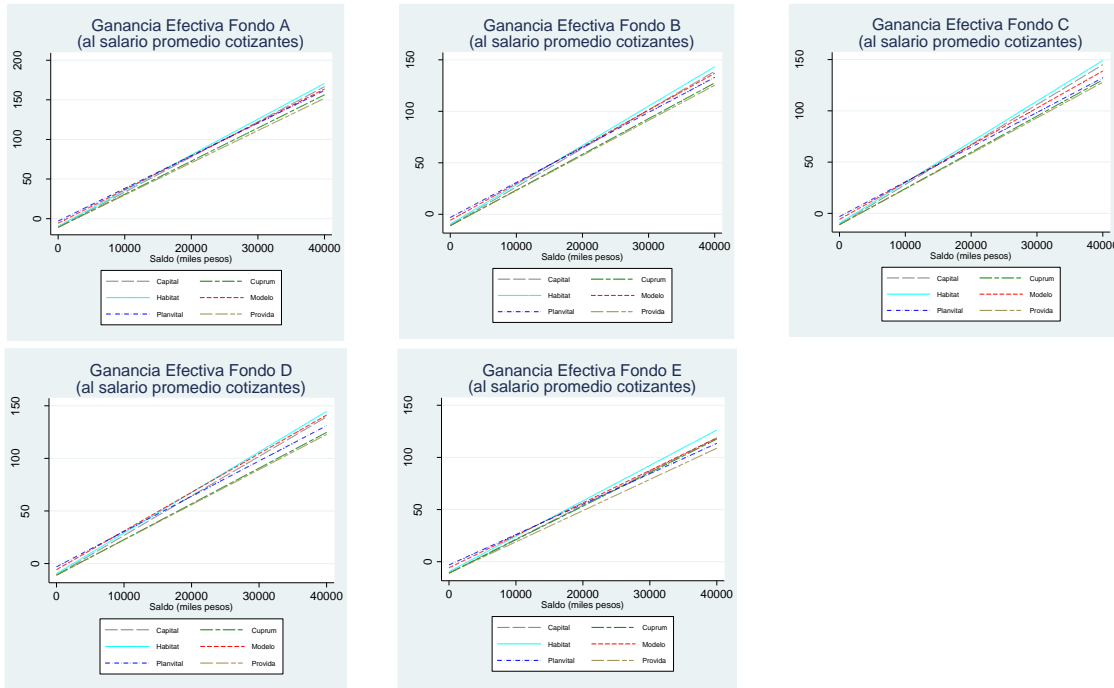 Ganancia Efectiva Fondo A
(al salario promedio cotizantes)
200
150
100
50
0
0 10000 20000 30000 40000
Saldo (miles pesos)
Capital Cuprum
Habitat Modelo
Planvital Provida
Ganancia Efectiva Fondo B
(al salario promedio cotizantes)
150
100
50
0
0 10000 20000 30000 40000
Saldo (miles pesos)
Capital Cuprum
Habitat Modelo
Planvital Provida
Ganancia Efectiva Fondo C
(al salario promedio cotizantes)
150
100
50
0
0 10000 20000 30000 40000
Saldo (miles pesos)
Capital Cuprum
Habitat Modelo
Planvital Provida
Ganancia Efectiva Fondo D
(al salario promedio cotizantes)
150
100
50
0
0 10000 20000 30000 40000
Saldo (miles pesos)
Capital Cuprum
Habitat Modelo
Planvital Provida
Ganancia Efectiva Fondo E
(al salario promedio cotizantes)
150
100
50
0
0 10000 20000 30000 40000
Saldo (miles pesos)
Capital Cuprum
Habitat Modelo
Planvital Provida